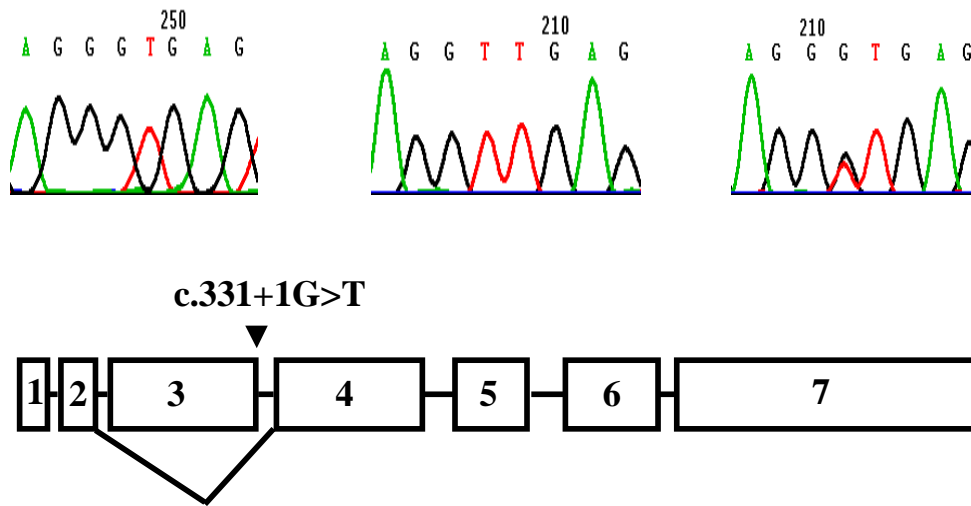 250
A G G G T G A G
210
A G G T T G A G
210
A G G G T G A G
c.331+1G>T
1 2 3 4 5 6 7